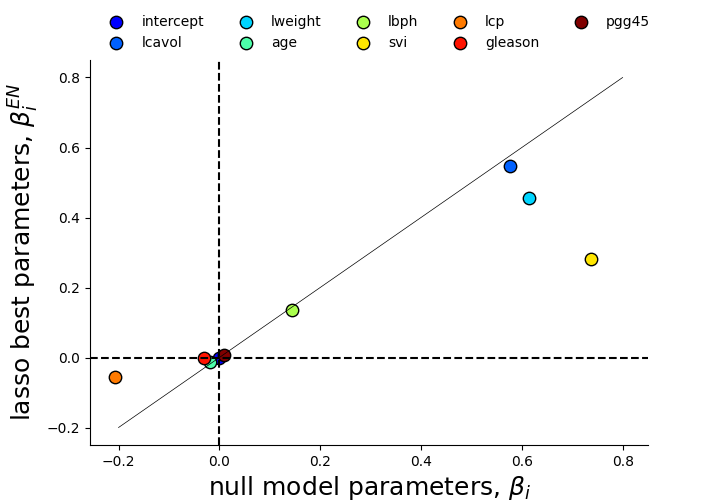 intercept lweight lbph lcp pgg45
lcavol age svi gleason
lasso best parameters, β_i^{EN}
0.8
0.6
0.4
0.2
0.0
−0.2
−0.2 0.0 0.2 0.4 0.6 0.8
null model parameters, β_i